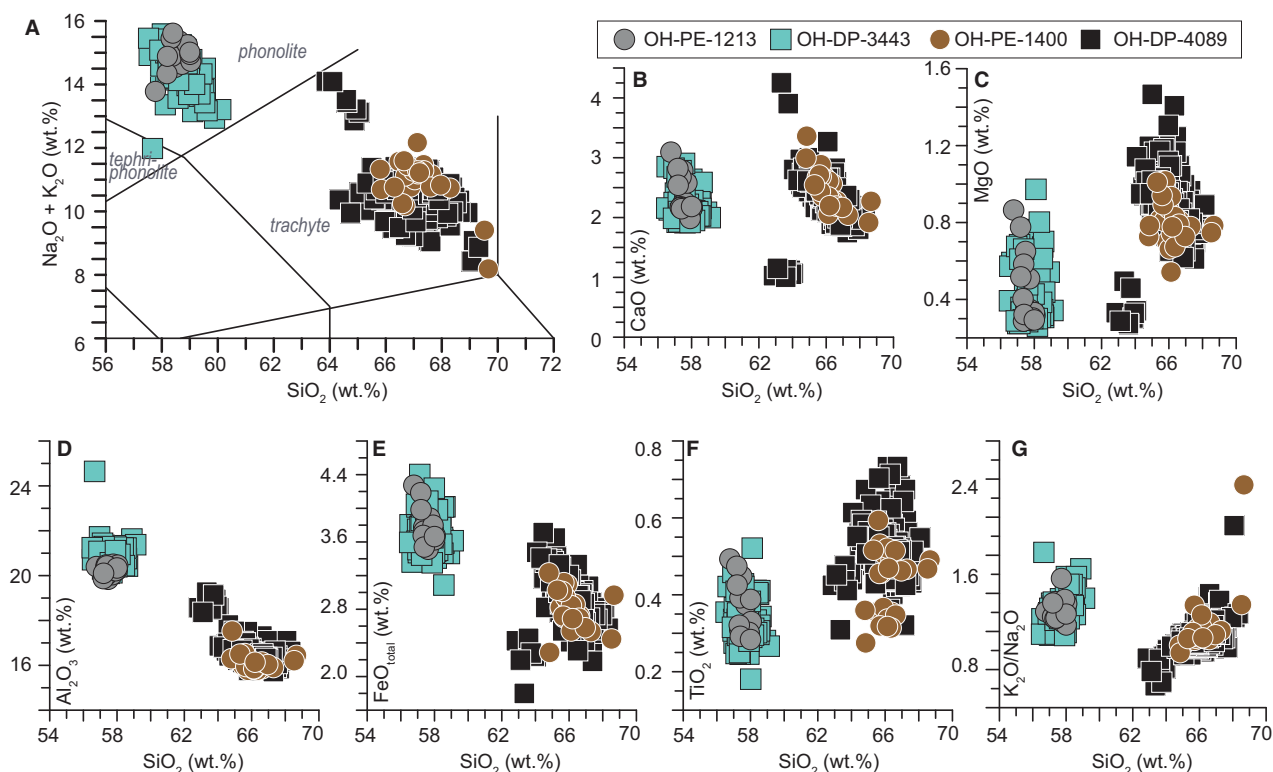 A
16
14
12
10
8
6
Na₂O + K₂O (wt.%)
phonolite
tephri-
phonolite
trachyte
56 58 60 62 64 66 68 70 72
SiO₂ (wt.%)
OH-PE-1213 OH-DP-3443 OH-PE-1400 OH-DP-4089
B
4
3
2
1
0
CaO (wt.%)
54 58 62 66 70
SiO₂ (wt.%)
C
1.6
1.2
0.8
0.4
MgO (wt.%)
54 58 62 66 70
SiO₂ (wt.%)
D
24
20
16
Al₂O₃ (wt.%)
54 58 62 66 70
SiO₂ (wt.%)
E
4.4
3.6
2.8
2.0
FeOtotal (wt.%)
54 58 62 66 70
SiO₂ (wt.%)
F
0.8
0.6
0.4
0.2
TiO₂ (wt.%)
54 58 62 66 70
SiO₂ (wt.%)
G
2.4
1.6
0.8
K₂O/Na₂O
54 58 62 66 70
SiO₂ (wt.%)